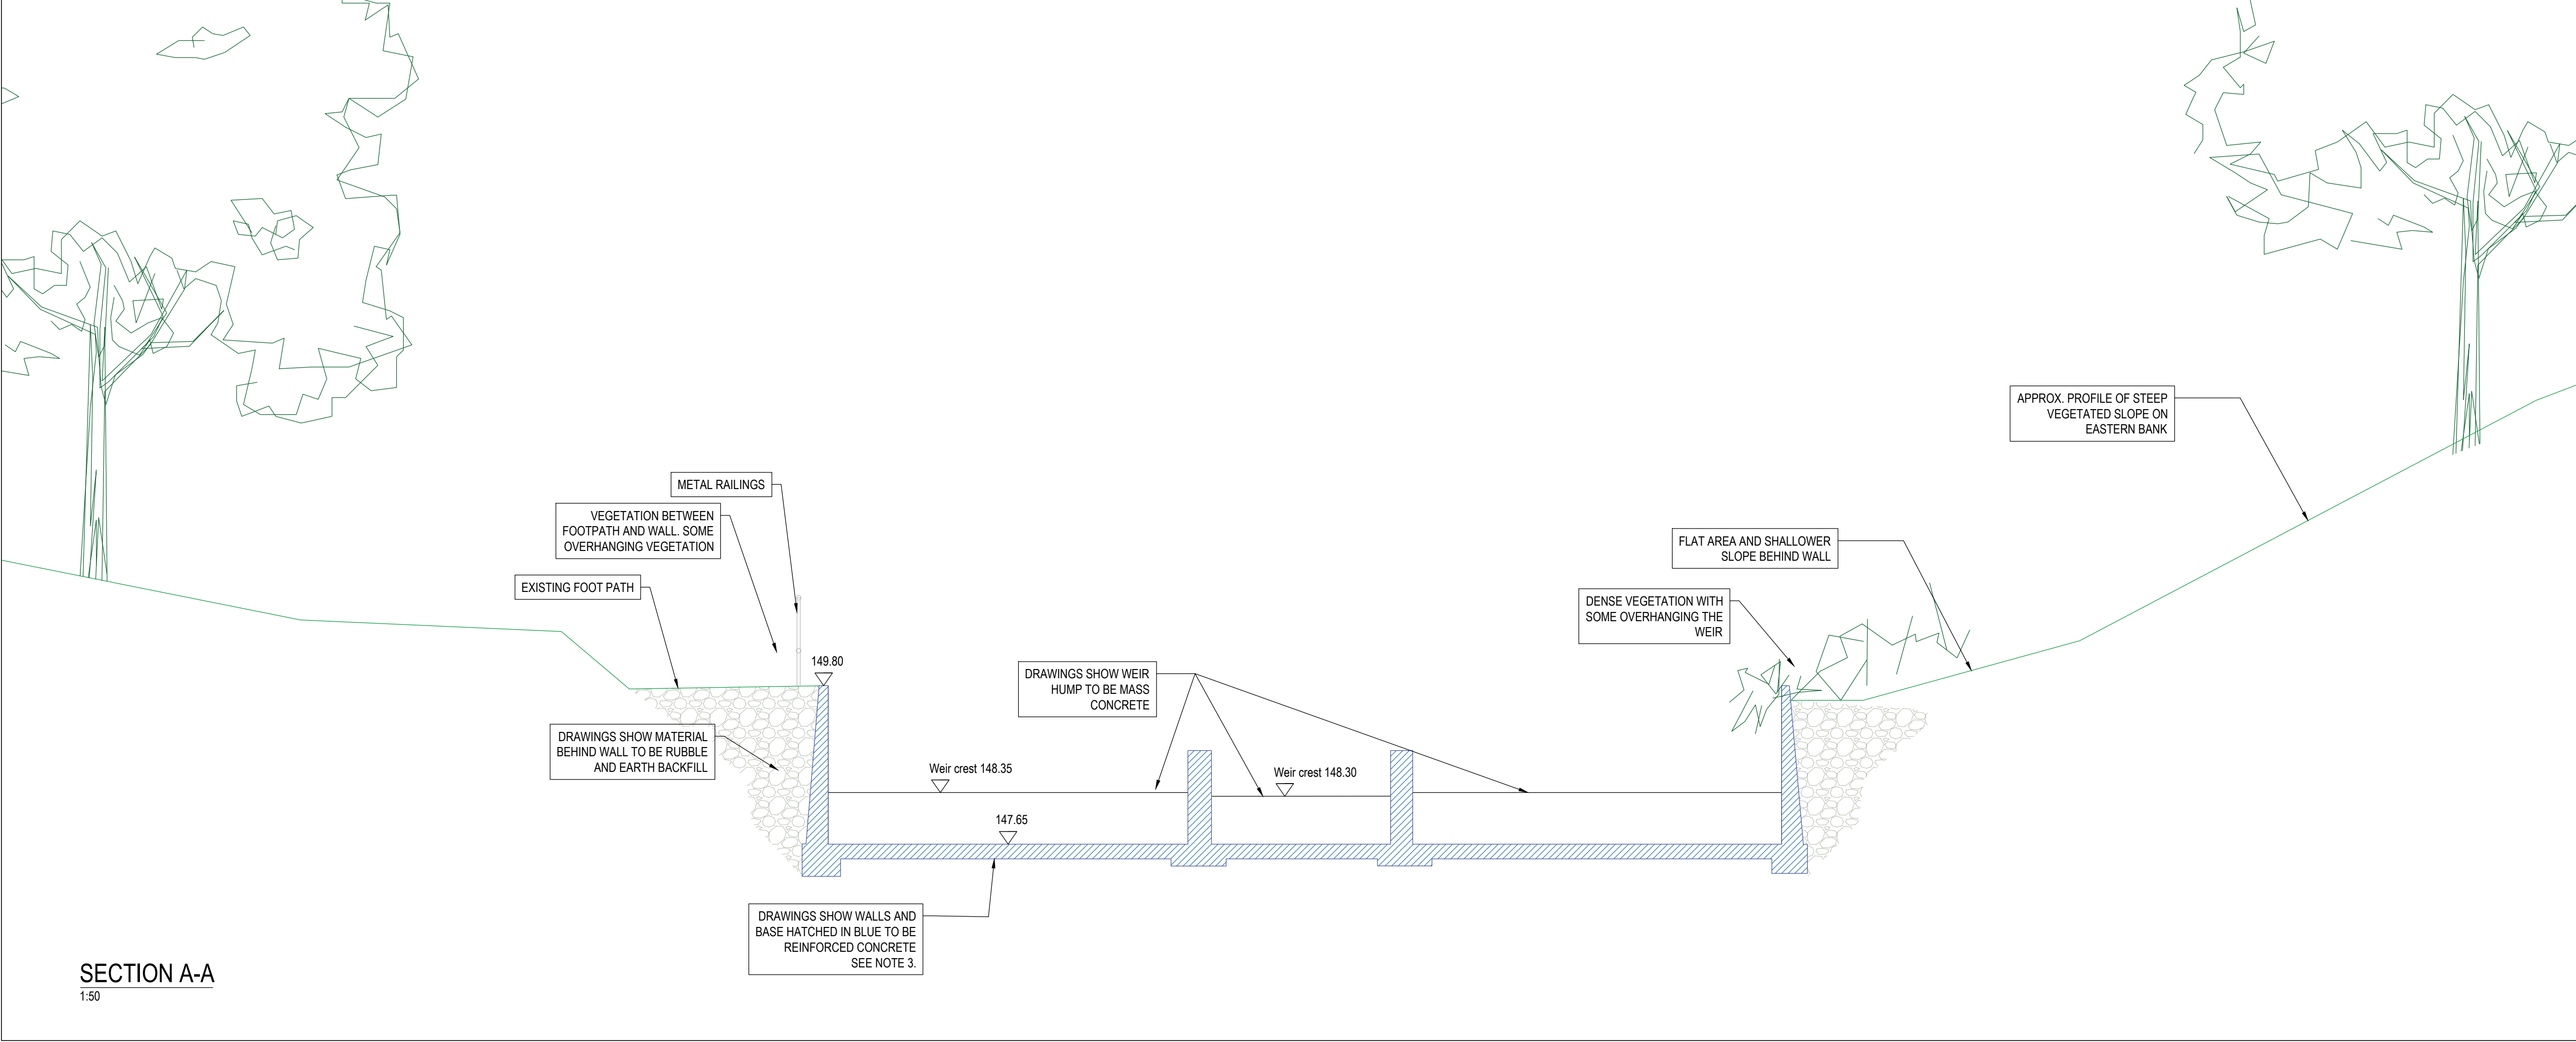 APPROX. PROFILE OF STEEP
VEGETATED SLOPE ON
EASTERN BANK
METAL RAILINGS
VEGETATION BETWEEN
FOOTPATH AND WALL. SOME
OVERHANGING VEGETATION
FLAT AREA AND SHALLOWER
SLOPE BEHIND WALL
EXISTING FOOT PATH
DENSE VEGETATION WITH
SOME OVERHANGING THE
WEIR
149.80
DRAWINGS SHOW WEIR
HUMP TO BE MASS
CONCRETE
DRAWINGS SHOW MATERIAL
BEHIND WALL TO BE RUBBLE
AND EARTH BACKFILL
Weir crest 148.35
Weir crest 148.30
147.65
DRAWINGS SHOW WALLS AND
BASE HATCHED IN BLUE TO BE
REINFORCED CONCRETE
SEE NOTE 3.
SECTION A-A
1:50